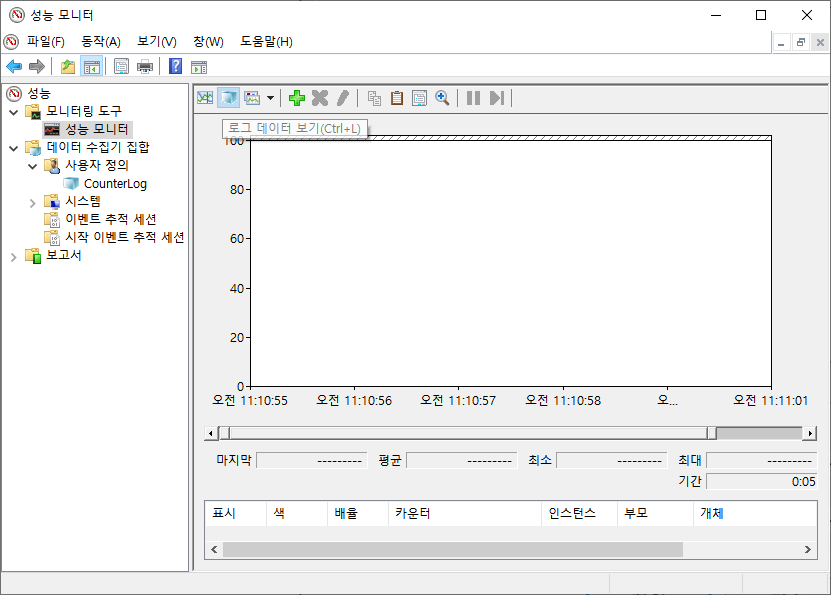 성능 모니터
파일(F) 동작(A) 보기(V) 창(W) 도움말(H)
성능
모니터링 도구
성능 모니터
데이터 수집기 집합
사용자 정의
CounterLog
시스템
이벤트 추적 세션
시작 이벤트 추적 세션
보고서
로그 데이터 보기(Ctrl+L)
100
80
60
40
20
0
오전 11:10:55 오전 11:10:56 오전 11:10:57 오전 11:10:58 오... 오전 11:11:01
마지막 --------- 평균 --------- 최소 --------- 최대 ---------
기간 0:05
표시 색 배율 카운터 인스턴스 부모 개체